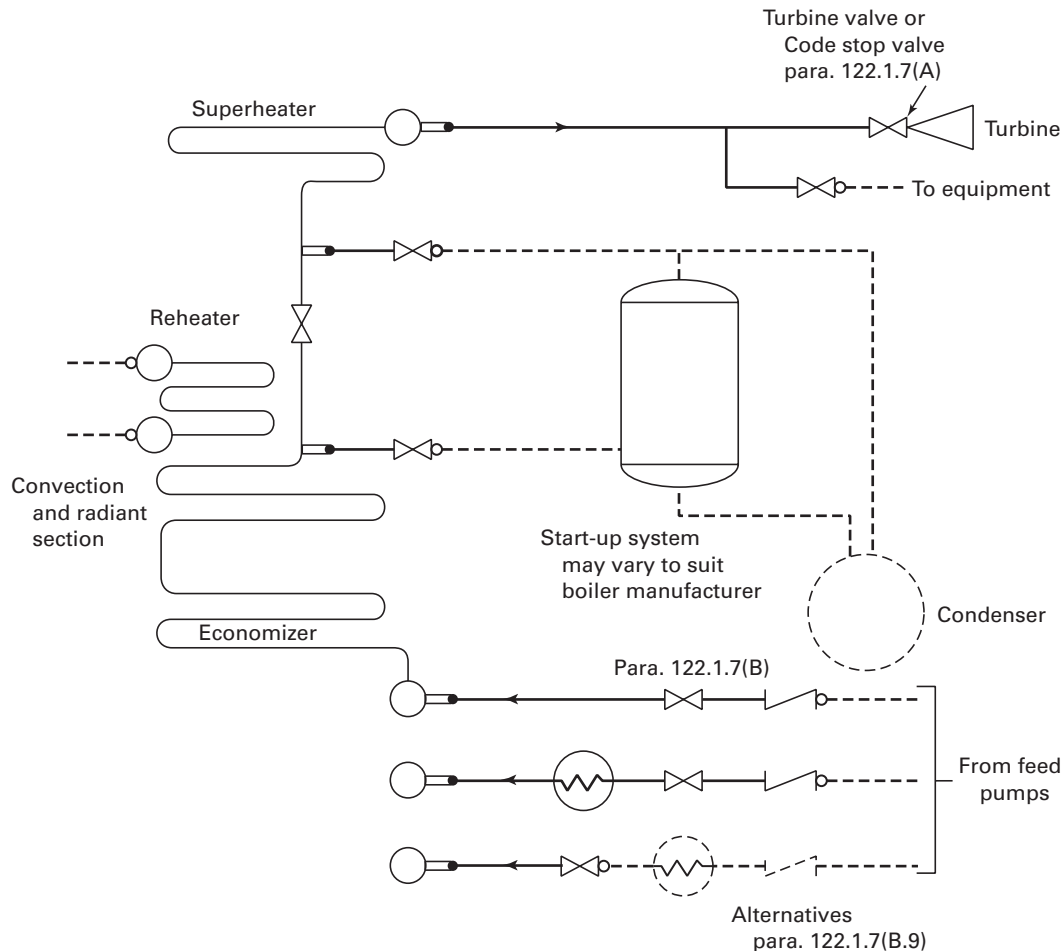 Turbine valve or
Code stop valve
para. 122.1.7(A)
Superheater
Turbine
To equipment
Reheater
Convection
and radiant
section
Start-up system
may vary to suit
boiler manufacturer
Condenser
Economizer
Para. 122.1.7(B)
From feed
pumps
Alternatives
para. 122.1.7(B.9)